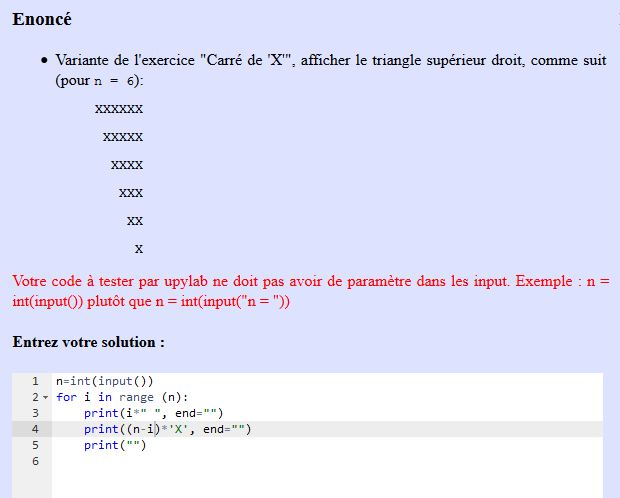 Enoncé
• Variante de l'exercice "Carré de 'X'", afficher le triangle supérieur droit, comme suit
(pour n = 6):
XXXXXX
XXXXX
XXXX
XXX
XX
X
Votre code à tester par upylab ne doit pas avoir de paramètre dans les input. Exemple : n =
int(input()) plutôt que n = int(input("n = "))
Entrez votre solution :
1 n=int(input())
2 for i in range (n):
3 print(i*" ", end="")
4 print((n-i)*'X', end="")
5 print("")
6